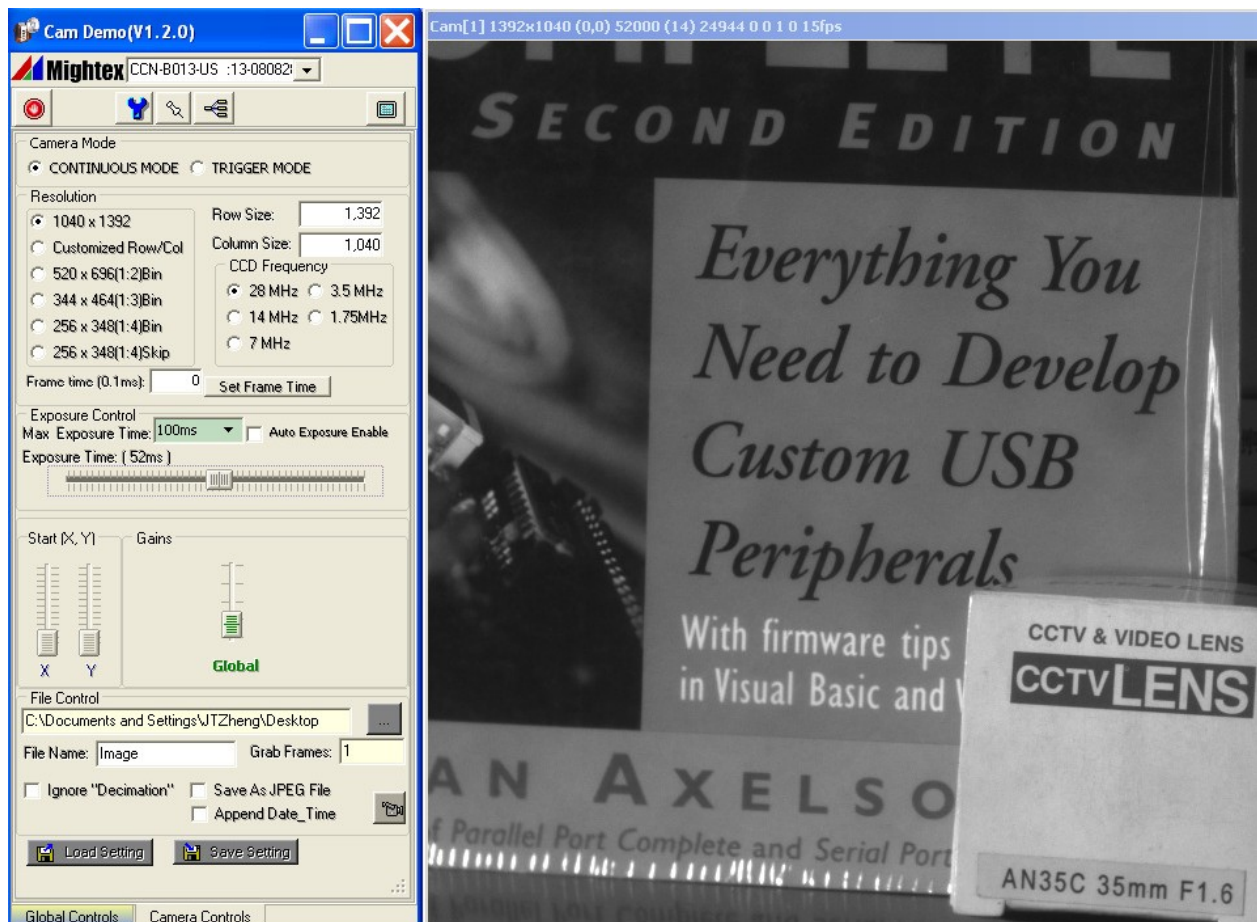 Cam Demo(V1.2.0)
Mightex CCN-B013-US :13-08082
Camera Mode
CONTINUOUS MODE TRIGGER MODE
Resolution
1040 x 1392
Customized Row/Col
520 x 696(1:2)Bin
344 x 464(1:3)Bin
256 x 348(1:4)Bin
256 x 348(1:4)Skip
Row Size: 1,392
Column Size: 1,040
CCD Frequency
28 MHz 3.5 MHz
14 MHz 1.75MHz
7 MHz
Frame time (0.1ms): 0 Set Frame Time
Exposure Control
Max Exposure Time: 100ms Auto Exposure Enable
Exposure Time: ( 52ms )
Start (X, Y) Gains
X Y Global
File Control
C:\Documents and Settings\JTZheng\Desktop ...
File Name: Image Grab Frames: 1
Ignore "Decimation" Save As JPEG File
Append Date_Time
Load Setting Save Setting
Global Controls Camera Controls
Cam[1] 1392x1040 (0,0) 52000 (14) 24944 0 0 1 0 15fps
SECOND EDITION
Everything You
Need to Develop
Custom USB
Peripherals
With firmware tips
in Visual Basic and
AN AXELSO
of Parallel Port Complete and Serial Port
CCTV & VIDEO LENS
CCTV LENS
AN35C 35mm F1.6